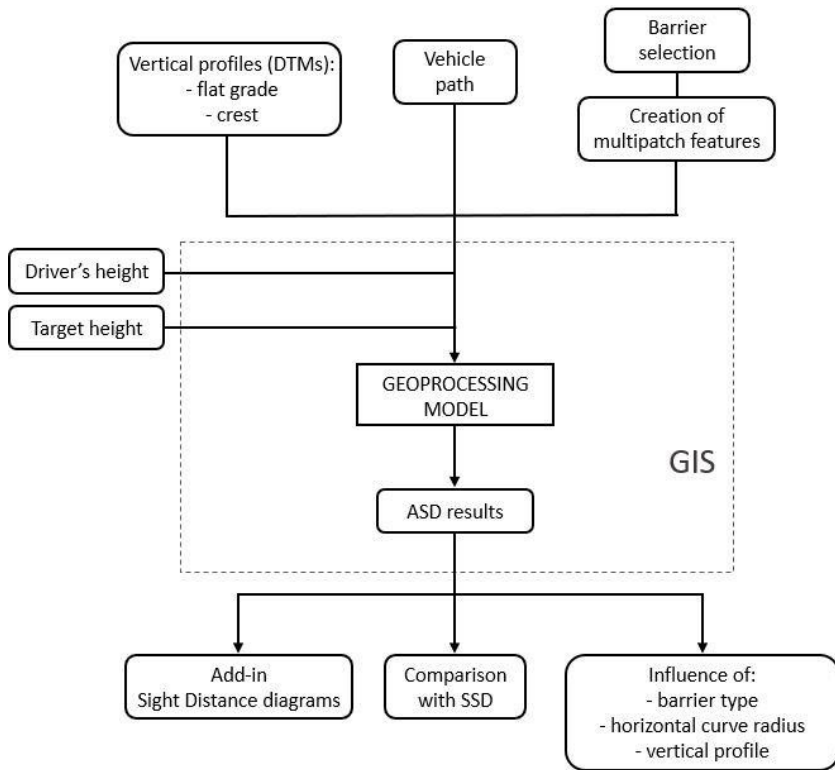 Vertical profiles (DTMs):
- flat grade
- crest
Vehicle
path
Barrier
selection
Creation of
multipatch features
Driver's height
Target height
GEOPROCESSING
MODEL
GIS
ASD results
Add-in
Sight Distance diagrams
Comparison
with SSD
Influence of:
- barrier type
- horizontal curve radius
- vertical profile